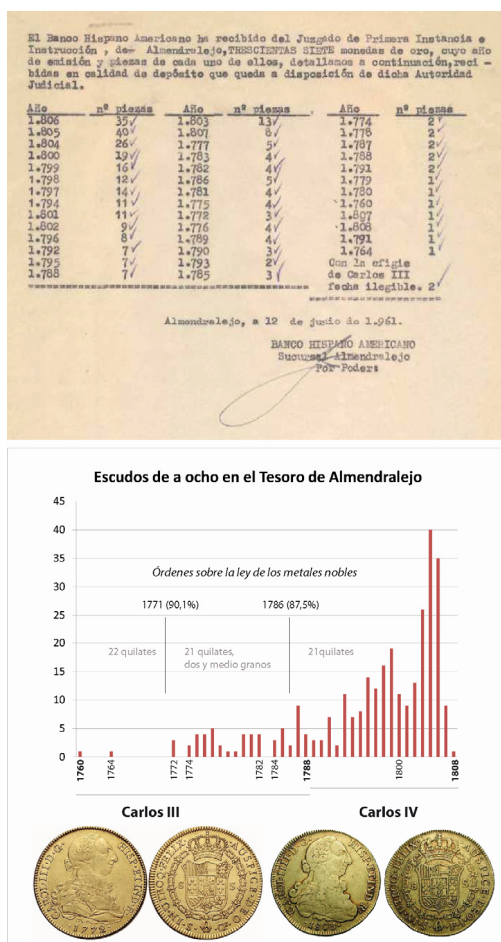 El Banco Hispano Americano ha recibido del Juzgado de Primera Instancia e
Instrucción , de- Almendralejo,TRESCIENTAS SIETE monedas de oro, cuyo año
de emisión y piezas de cada uno de ellos, detallamos a continuación,reci-
bidas en calidad de depósito que queda a disposición de dicha Autoridad
Judicial.
Año nº piezas Año nº piezas Año nº piezas
1.806 35 1.803 13 1.774 2
1.805 40 1.807 8 1.778 2
1.804 26 1.777 5 1.787 2
1.800 19 1.783 4 1.788 2
1.799 16 1.782 4 1.791 2
1.798 12 1.786 5 1.779 1
1.797 14 1.781 4 1.780 1
1.794 11 1.775 4 1.760 1
1.801 11 1.772 3 1.807 1
1.802 9 1.776 4 1.808 1
1.796 8 1.789 4 1.791 1
1.792 7 1.790 3 1.764 1
1.795 7 1.793 2 Con la efigie
1.788 7 1.785 3 de Carlos III
fecha ilegible. 2
Almendralejo, a 12 de junio de 1.961.
BANCO HISPANO AMERICANO
Sucursal Almendralejo
Por Poder:
Escudos de a ocho en el Tesoro de Almendralejo
45
40
35
30
25
20
15
10
5
0
Órdenes sobre la ley de los metales nobles
1771 (90,1%) 1786 (87,5%)
22 quilates 21 quilates, dos y medio granos 21quilates
1760 1764 1772 1774 1782 1784 1788 1800 1808
Carlos III Carlos IV
1772